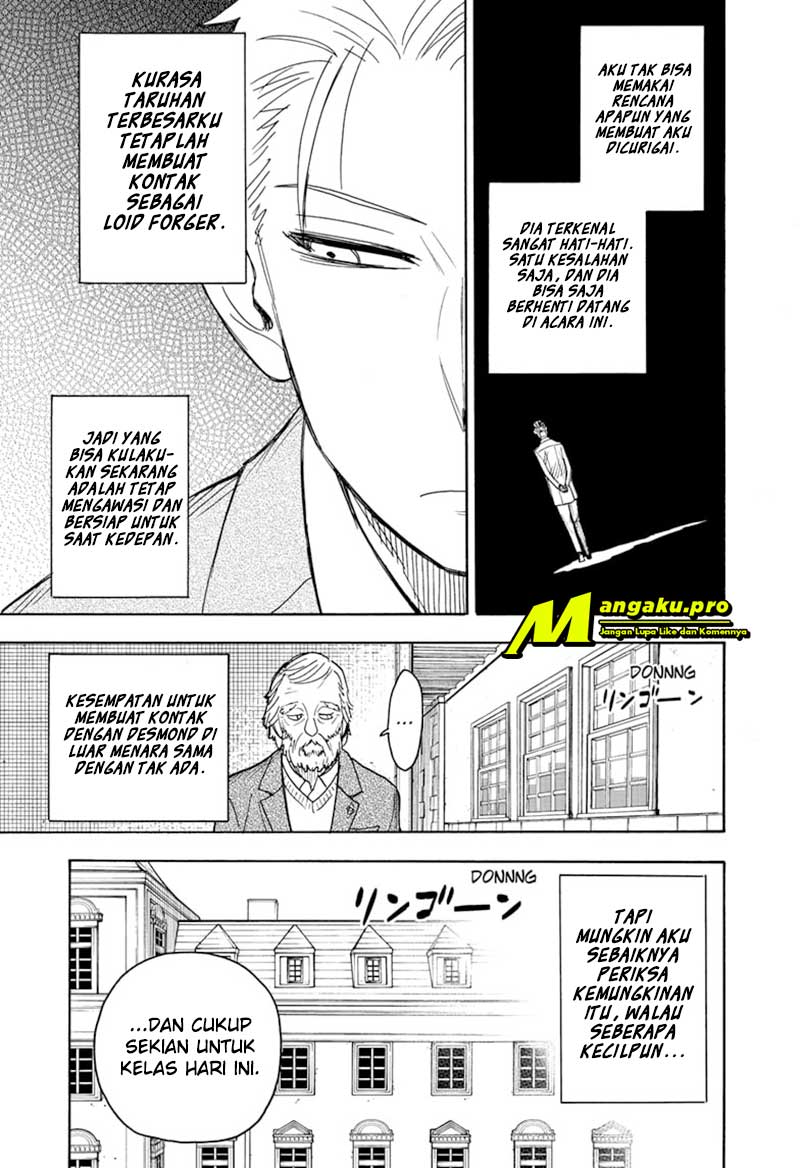 AKU TAK BISA
MEMAKAI
RENCANA
APAPUN YANG
MEMBUAT AKU
DICURIGAI.
DIA TERKENAL
SANGAT HATI-HATI.
SATU KESALAHAN
SAJA, DAN DIA
BISA SAJA
BERHENTI DATANG
DI ACARA INI.
KURASA
TARUHAN
TERBESARKU
TETAPLAH
MEMBUAT
KONTAK
SEBAGAI
LOID FORGER.
JADI YANG
BISA KULAKU-
KAN SEKARANG
ADALAH TETAP
MENGAWASI DAN
BERSIAP UNTUK
SAAT KEDEPAN.
Mangaku.pro
Jangan Lupa Like dan Komennya
DONNNG
リンゴーン
...
KESEMPATAN UNTUK
MEMBUAT KONTAK
DENGAN DESMOND DI
LUAR MENARA SAMA
DENGAN TAK ADA.
TAPI
MUNGKIN AKU
SEBAIKNYA
PERIKSA
KEMUNGKINAN
ITU, WALAU
SEBERAPA
KECILPUN...
DONNNG
リンゴーン
...DAN CUKUP
SEKIAN UNTUK
KELAS HARI INI.